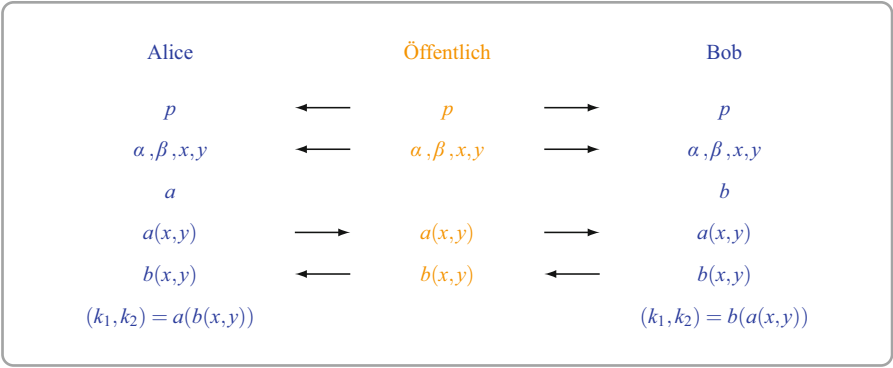 Alice Öffentlich Bob
p p p
α,β,x,y α,β,x,y α,β,x,y
a b
a(x,y) a(x,y) a(x,y)
b(x,y) b(x,y) b(x,y)
(k₁,k₂) = a(b(x,y)) (k₁,k₂) = b(a(x,y))